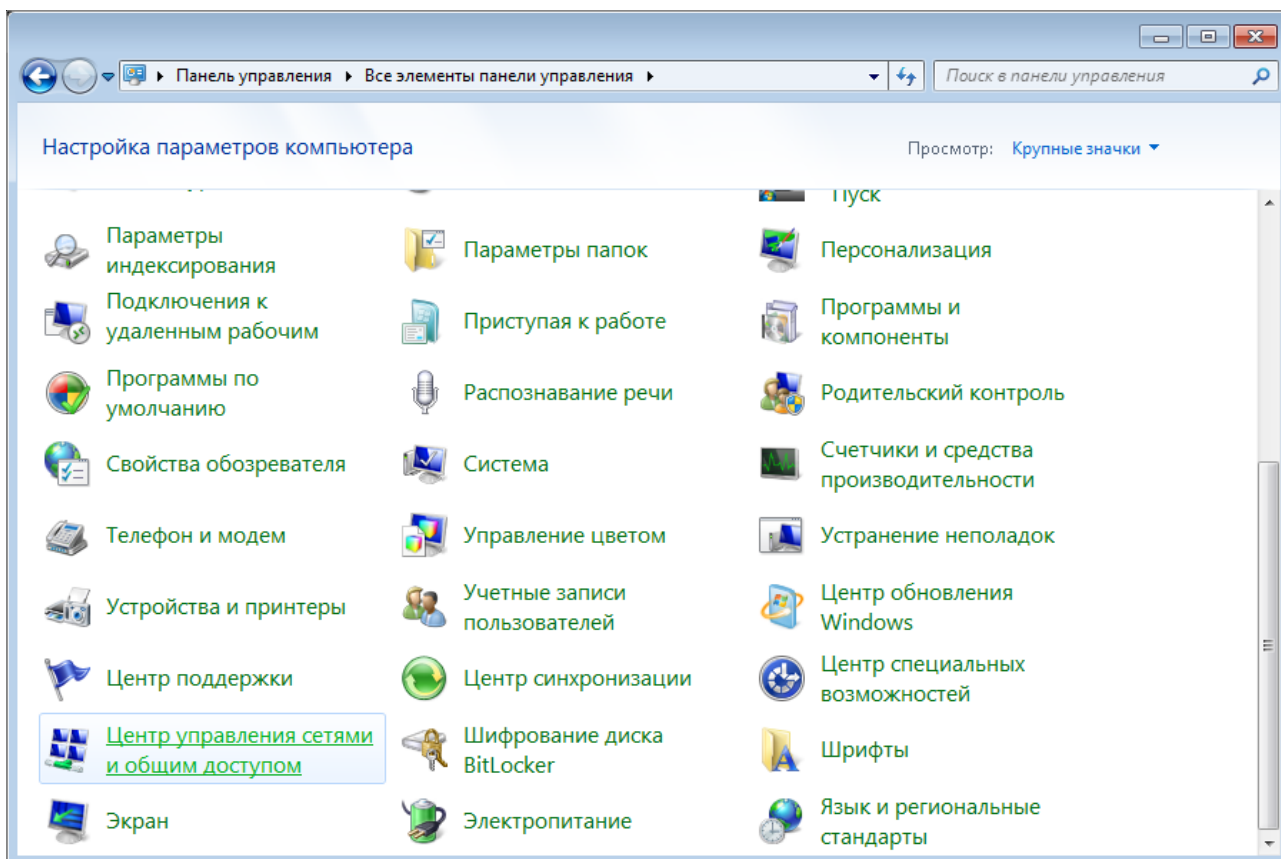 Панель управления
Все элементы панели управления
Поиск в панели управления
Настройка параметров компьютера
Просмотр: Крупные значки
Пуск
Параметры
индексирования
Параметры папок
Персонализация
Подключения к
удаленным рабочим
Приступая к работе
Программы и
компоненты
Программы по
умолчанию
Распознавание речи
Родительский контроль
Свойства обозревателя
Система
Счетчики и средства
производительности
Телефон и модем
Управление цветом
Устранение неполадок
Устройства и принтеры
Учетные записи
пользователей
Центр обновления
Windows
Центр поддержки
Центр синхронизации
Центр специальных
возможностей
Центр управления сетями
и общим доступом
Шифрование диска
BitLocker
Шрифты
Экран
Электропитание
Язык и региональные
стандарты